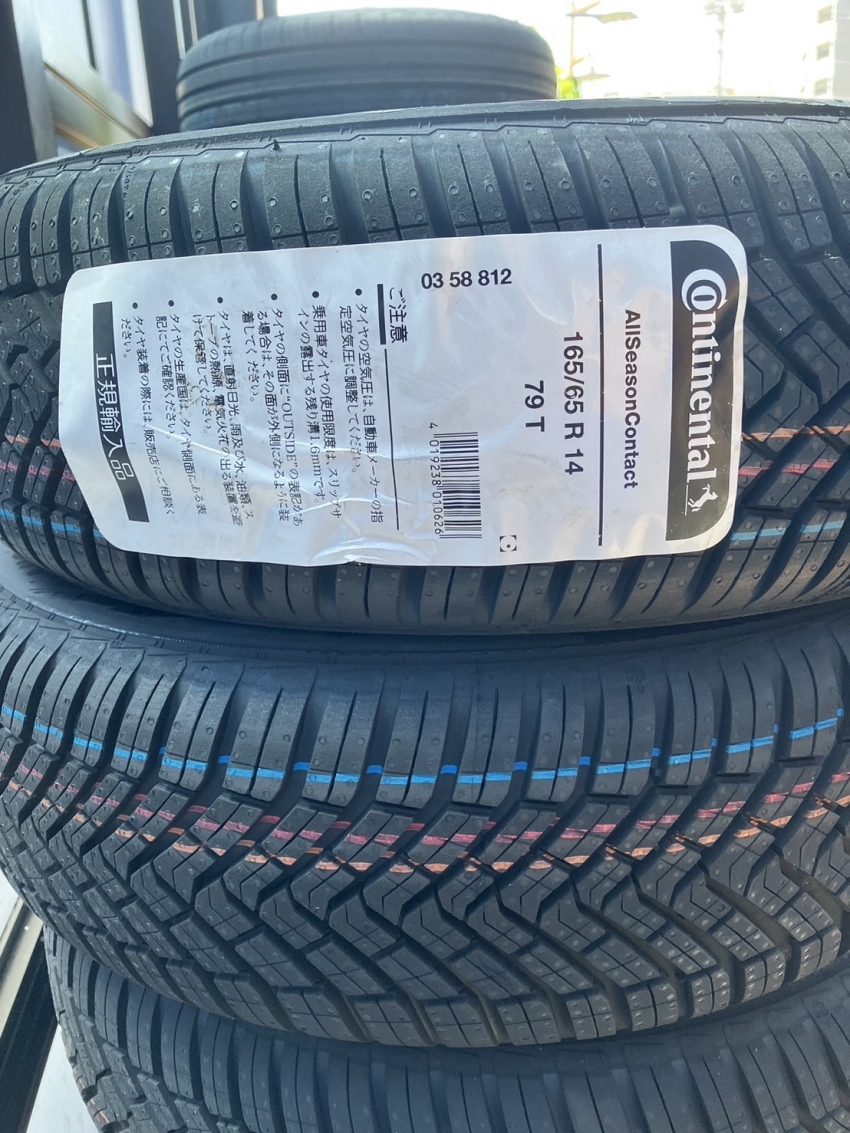 Continental
AllSeasonContact
165/65 R 14
79 T
03 58 812
4 019238 010626
ご注意
• タイヤの空気圧は、自動車メーカーの指
定空気圧に調整してください。
• 乗用車タイヤの使用限度は、スリップサ
インの露出する残り溝1.6mmです。
• タイヤの側面に"OUTSIDE"の表記があ
る場合は、その面が外側になるように装
着してください。
• タイヤは、直射日光、雨及び水、油類、ス
トーブの熱源、電気火花の出る装置を避
けて保管してください。
• タイヤの生産国は、タイヤ側面にある表
記にてご確認ください。
• タイヤ装着の際には、販売店にご相談く
ださい。
正規輸入品